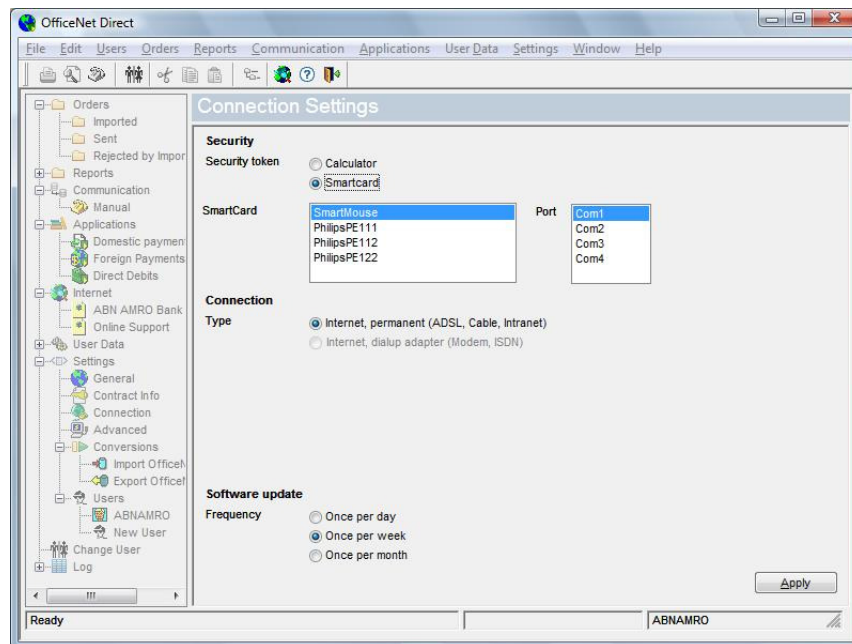 OfficeNet Direct
File Edit Users Orders Reports Communication Applications User Data Settings Window Help
Orders
Imported
Sent
Rejected by Impor
Reports
Communication
Manual
Applications
Domestic paymen
Foreign Payments
Direct Debits
Internet
ABN AMRO Bank
Online Support
User Data
Settings
General
Contract Info
Connection
Advanced
Conversions
Import OfficeN
Export OfficeN
Users
ABNAMRO
New User
Change User
Log
Connection Settings
Security
Security token
Calculator
Smartcard
SmartCard
SmartMouse
PhilipsPE111
PhilipsPE112
PhilipsPE122
Port
Com1
Com2
Com3
Com4
Connection
Type
Internet, permanent (ADSL, Cable, Intranet)
Internet, dialup adapter (Modem, ISDN)
Software update
Frequency
Once per day
Once per week
Once per month
Apply
Ready
ABNAMRO